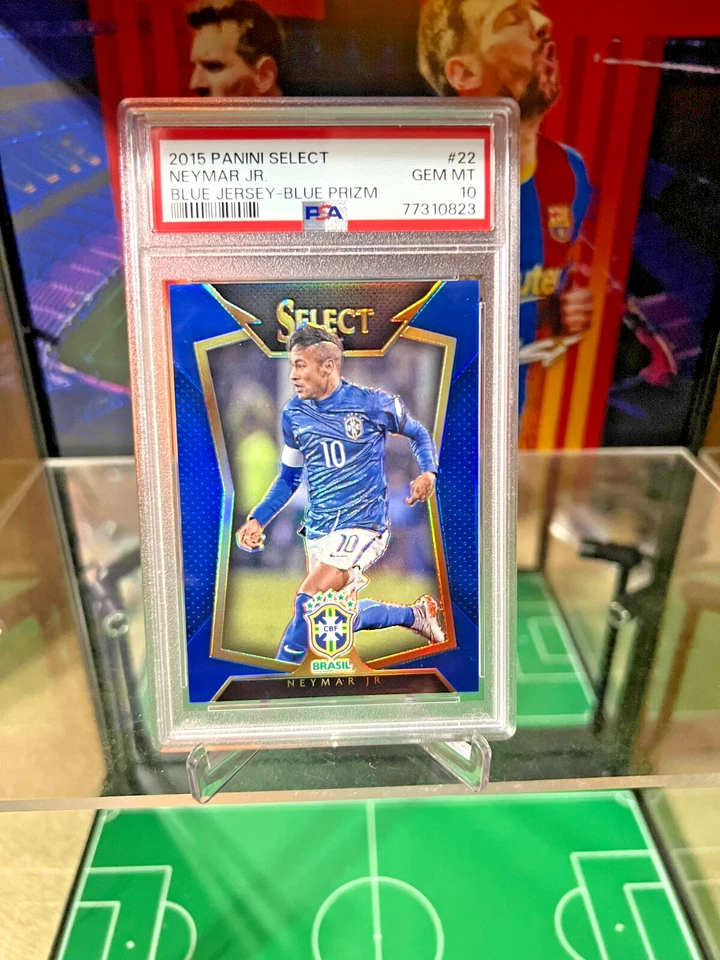 2015 PANINI SELECT #22
NEYMAR JR. GEM MT
BLUE JERSEY-BLUE PRIZM 10
PSA 77310823
SELECT
10
10
CBF
BRASIL
NEYMAR JR